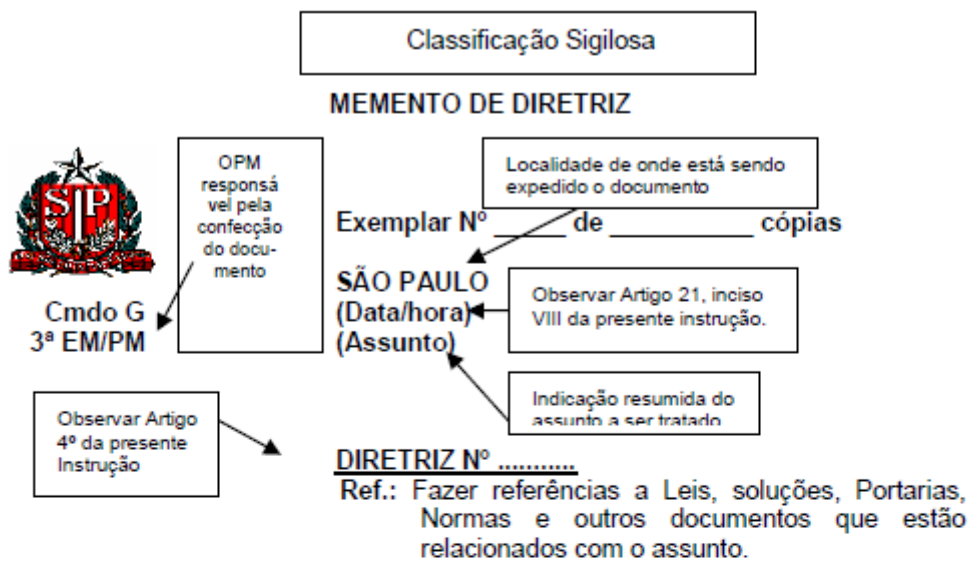 Classificação Sigilosa
MEMENTO DE DIRETRIZ
SP
OPM
responsá
vel pela
confecção
do docu-
mento
Localidade de onde está sendo
expedido o documento
Exemplar Nº _____ de __________ cópias
SÃO PAULO
(Data/hora)
(Assunto)
Cmdo G
3ª EM/PM
Observar Artigo 21, inciso
VIII da presente instrução.
Indicação resumida do
assunto a ser tratado
Observar Artigo
4º da presente
Instrução
DIRETRIZ Nº ...........
Ref.: Fazer referências a Leis, soluções, Portarias,
Normas e outros documentos que estão
relacionados com o assunto.